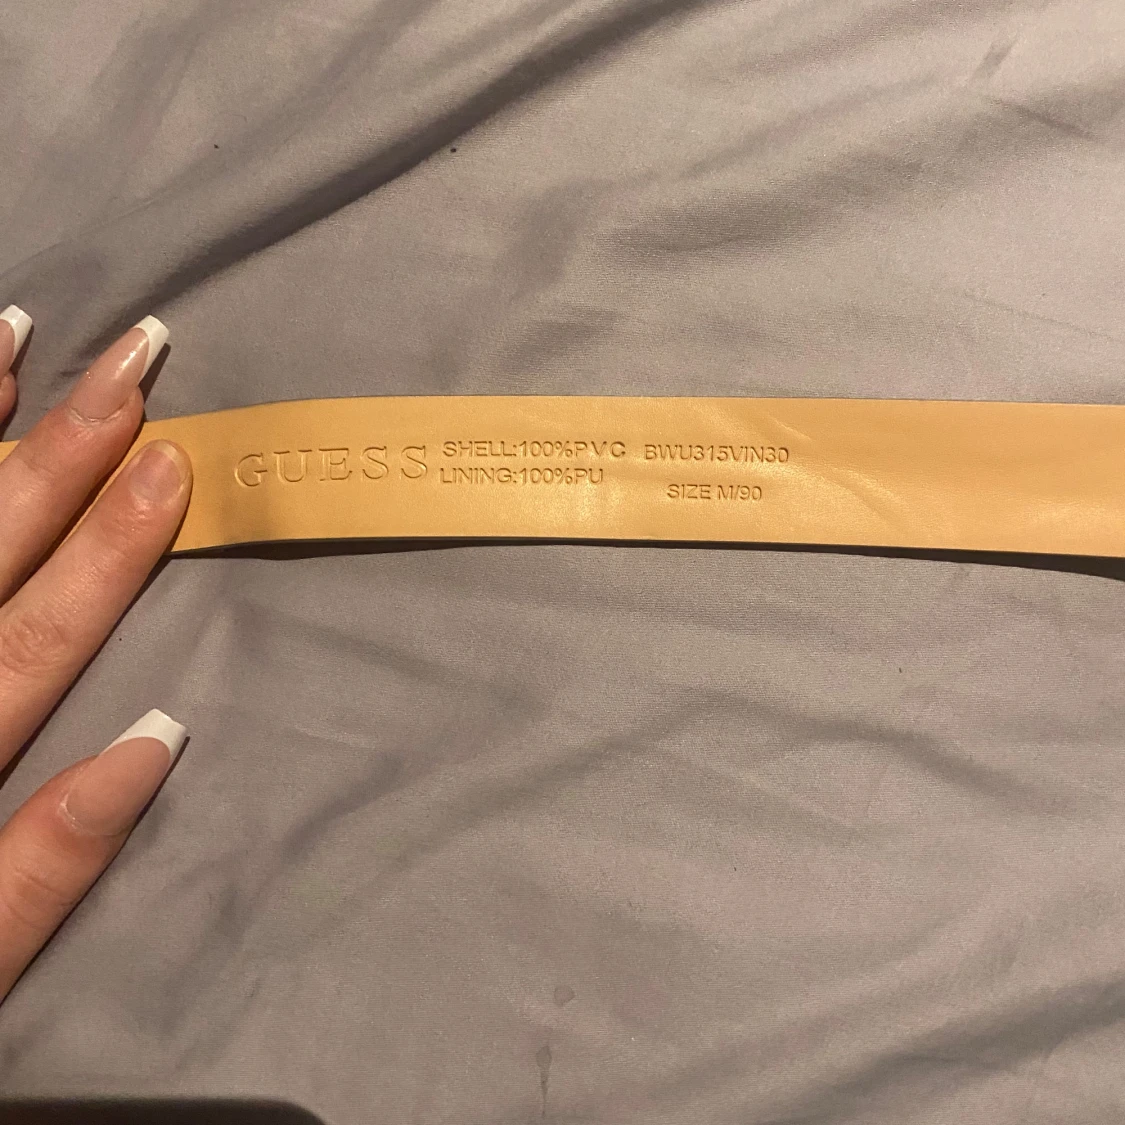 GUESS
SHELL:100%PVC
LINING:100%PU
BWU315VIN30
SIZE M/90